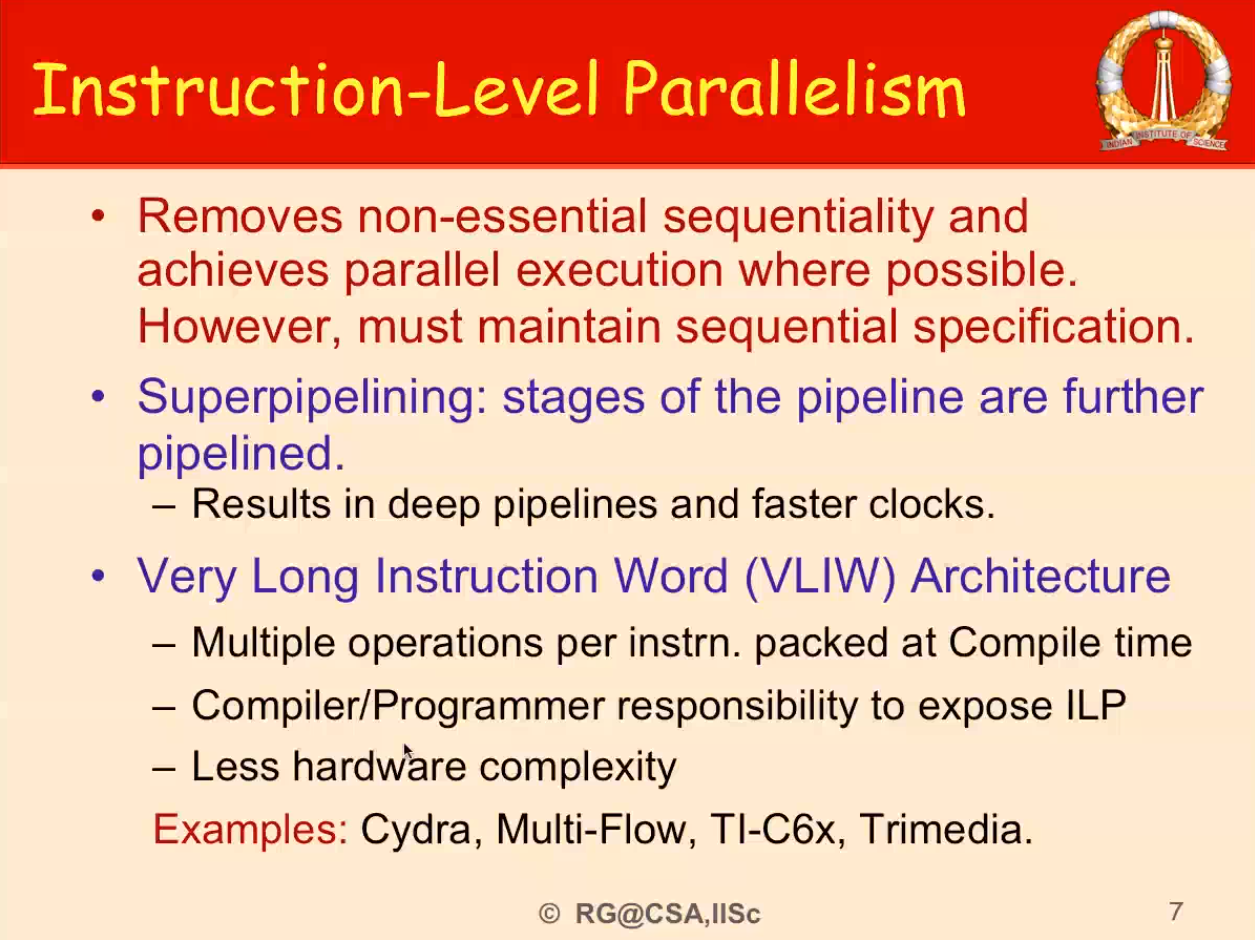 Instruction-Level Parallelism
INDIAN INSTITUTE OF SCIENCE
• Removes non-essential sequentiality and
achieves parallel execution where possible.
However, must maintain sequential specification.
• Superpipelining: stages of the pipeline are further
pipelined.
– Results in deep pipelines and faster clocks.
• Very Long Instruction Word (VLIW) Architecture
– Multiple operations per instrn. packed at Compile time
– Compiler/Programmer responsibility to expose ILP
– Less hardware complexity
Examples: Cydra, Multi-Flow, TI-C6x, Trimedia.
© RG@CSA,IISc
7